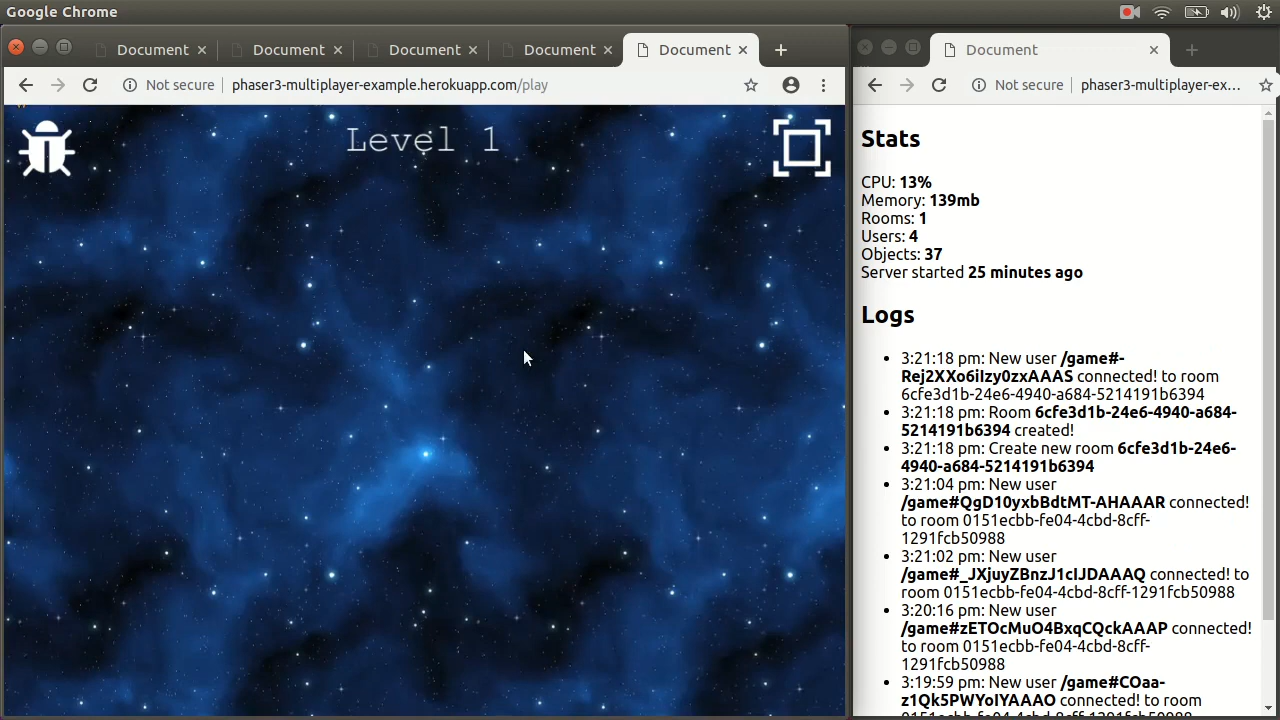 Google Chrome
Document
Document
Document
Document
Document
Not secure
phaser3-multiplayer-example.herokuapp.com/play
Level 1
Document
Not secure
phaser3-multiplayer-ex...
Stats
CPU: 13%
Memory: 139mb
Rooms: 1
Users: 4
Objects: 37
Server started 25 minutes ago
Logs
3:21:18 pm: New user /game#-
Rej2XXo6iIzy0zxAAAS connected! to room
6cfe3d1b-24e6-4940-a684-5214191b6394
3:21:18 pm: Room 6cfe3d1b-24e6-4940-a684-
5214191b6394 created!
3:21:18 pm: Create new room 6cfe3d1b-24e6-
4940-a684-5214191b6394
3:21:04 pm: New user
/game#QgD10yxbBdtMT-AHAAAR connected!
to room 0151ecbb-fe04-4cbd-8cff-
1291fcb50988
3:21:02 pm: New user
/game#_JXjuyZBnzJ1cIJDAAAQ connected! to
room 0151ecbb-fe04-4cbd-8cff-1291fcb50988
3:20:16 pm: New user
/game#zETOcMuO4BxqCQckAAAP connected!
to room 0151ecbb-fe04-4cbd-8cff-
1291fcb50988
3:19:59 pm: New user /game#COaa-
z1Qk5PWYoIYAAAO connected! to room
0151ecbb-fe04-4cbd-8cff-1291fcb50988